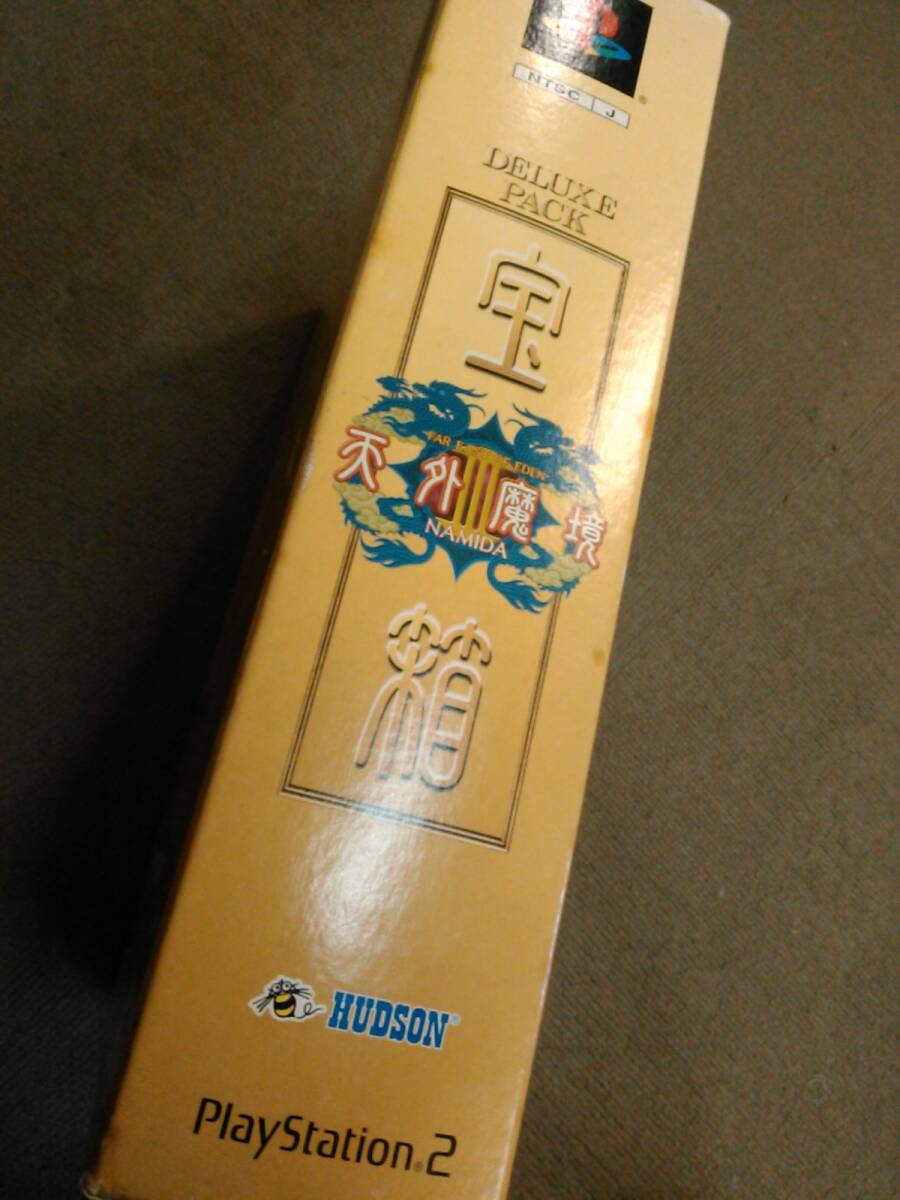 NTSC J
DELUXE
PACK
宝
FAR EAST OF EDEN
天外魔境
III
NAMIDA
箱
HUDSON
PlayStation®2